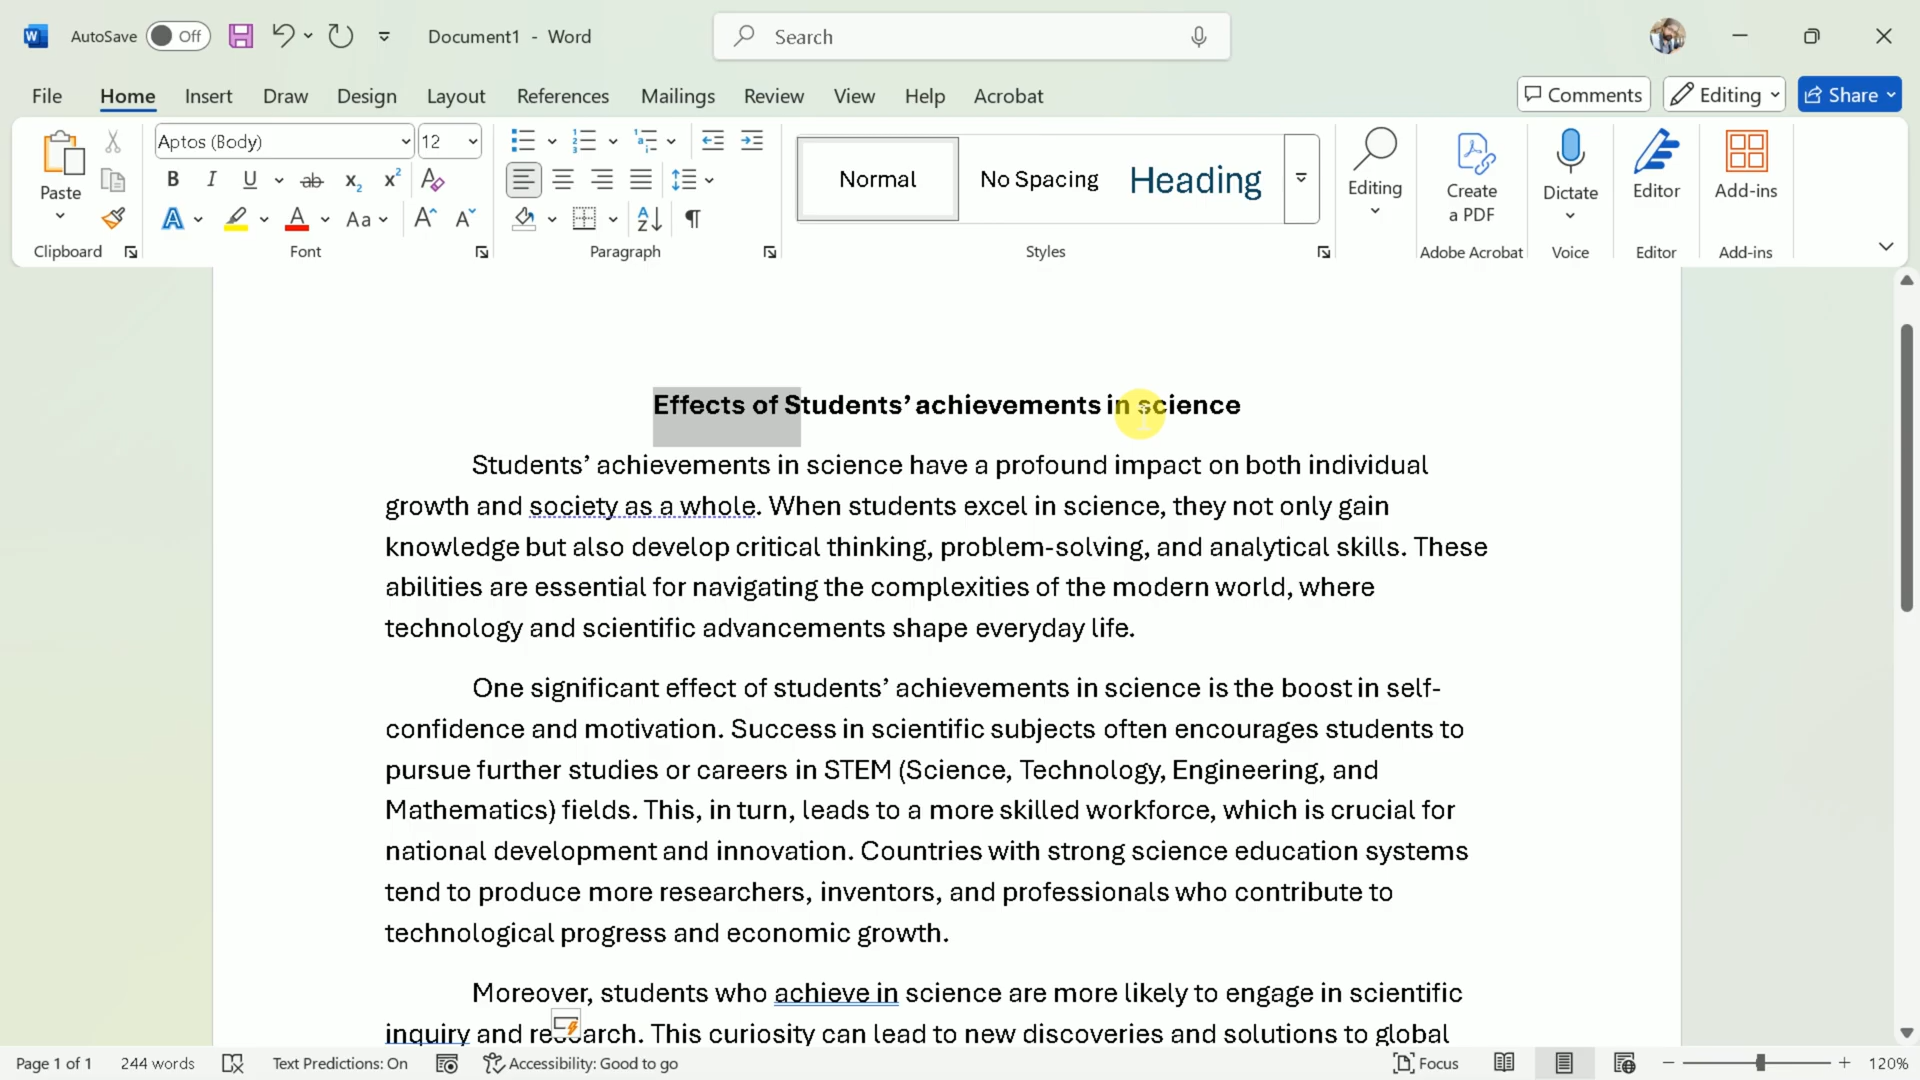 AutoSave Off Document1 - Word Search
File Home Insert Draw Design Layout References Mailings Review View Help Acrobat Comments Editing Share
Aptos (Body) 12
Paste Normal No Spacing Heading Editing Create a PDF Dictate Editor Add-ins
Clipboard Font Paragraph Styles Adobe Acrobat Voice Editor Add-ins
Effects of Students’ achievements in science
Students’ achievements in science have a profound impact on both individual
growth and society as a whole. When students excel in science, they not only gain
knowledge but also develop critical thinking, problem-solving, and analytical skills. These
abilities are essential for navigating the complexities of the modern world, where
technology and scientific advancements shape everyday life.
One significant effect of students’ achievements in science is the boost in self-
confidence and motivation. Success in scientific subjects often encourages students to
pursue further studies or careers in STEM (Science, Technology, Engineering, and
Mathematics) fields. This, in turn, leads to a more skilled workforce, which is crucial for
national development and innovation. Countries with strong science education systems
tend to produce more researchers, inventors, and professionals who contribute to
technological progress and economic growth.
Moreover, students who achieve in science are more likely to engage in scientific
inquiry and research. This curiosity can lead to new discoveries and solutions to global
Page 1 of 1 244 words Text Predictions: On Accessibility: Good to go Focus 120%